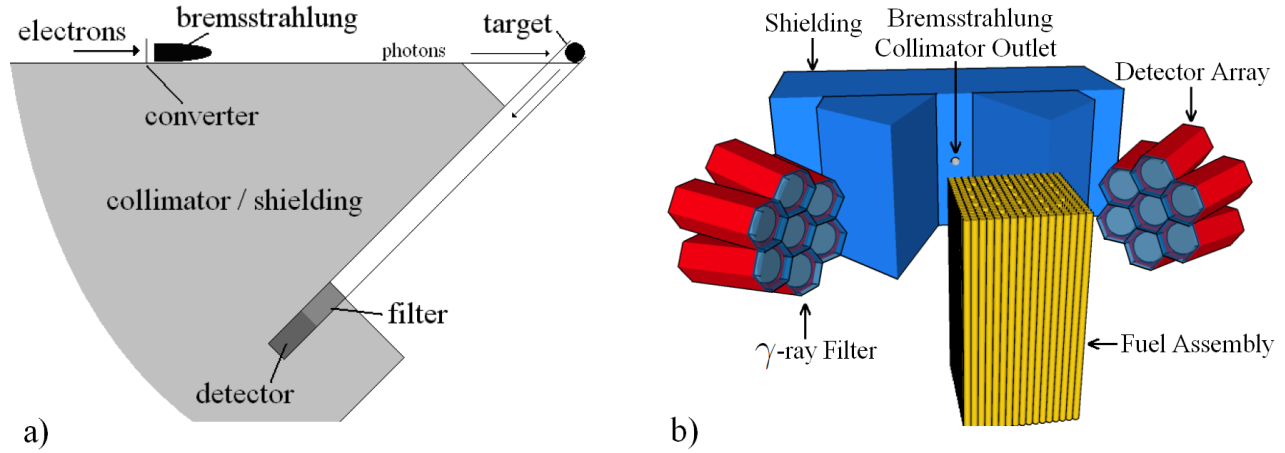 bremsstrahlung
electrons
target
photons
converter
collimator / shielding
filter
detector
a)
Bremsstrahlung
Collimator Outlet
Shielding
Detector Array
γ-ray Filter
Fuel Assembly
b)